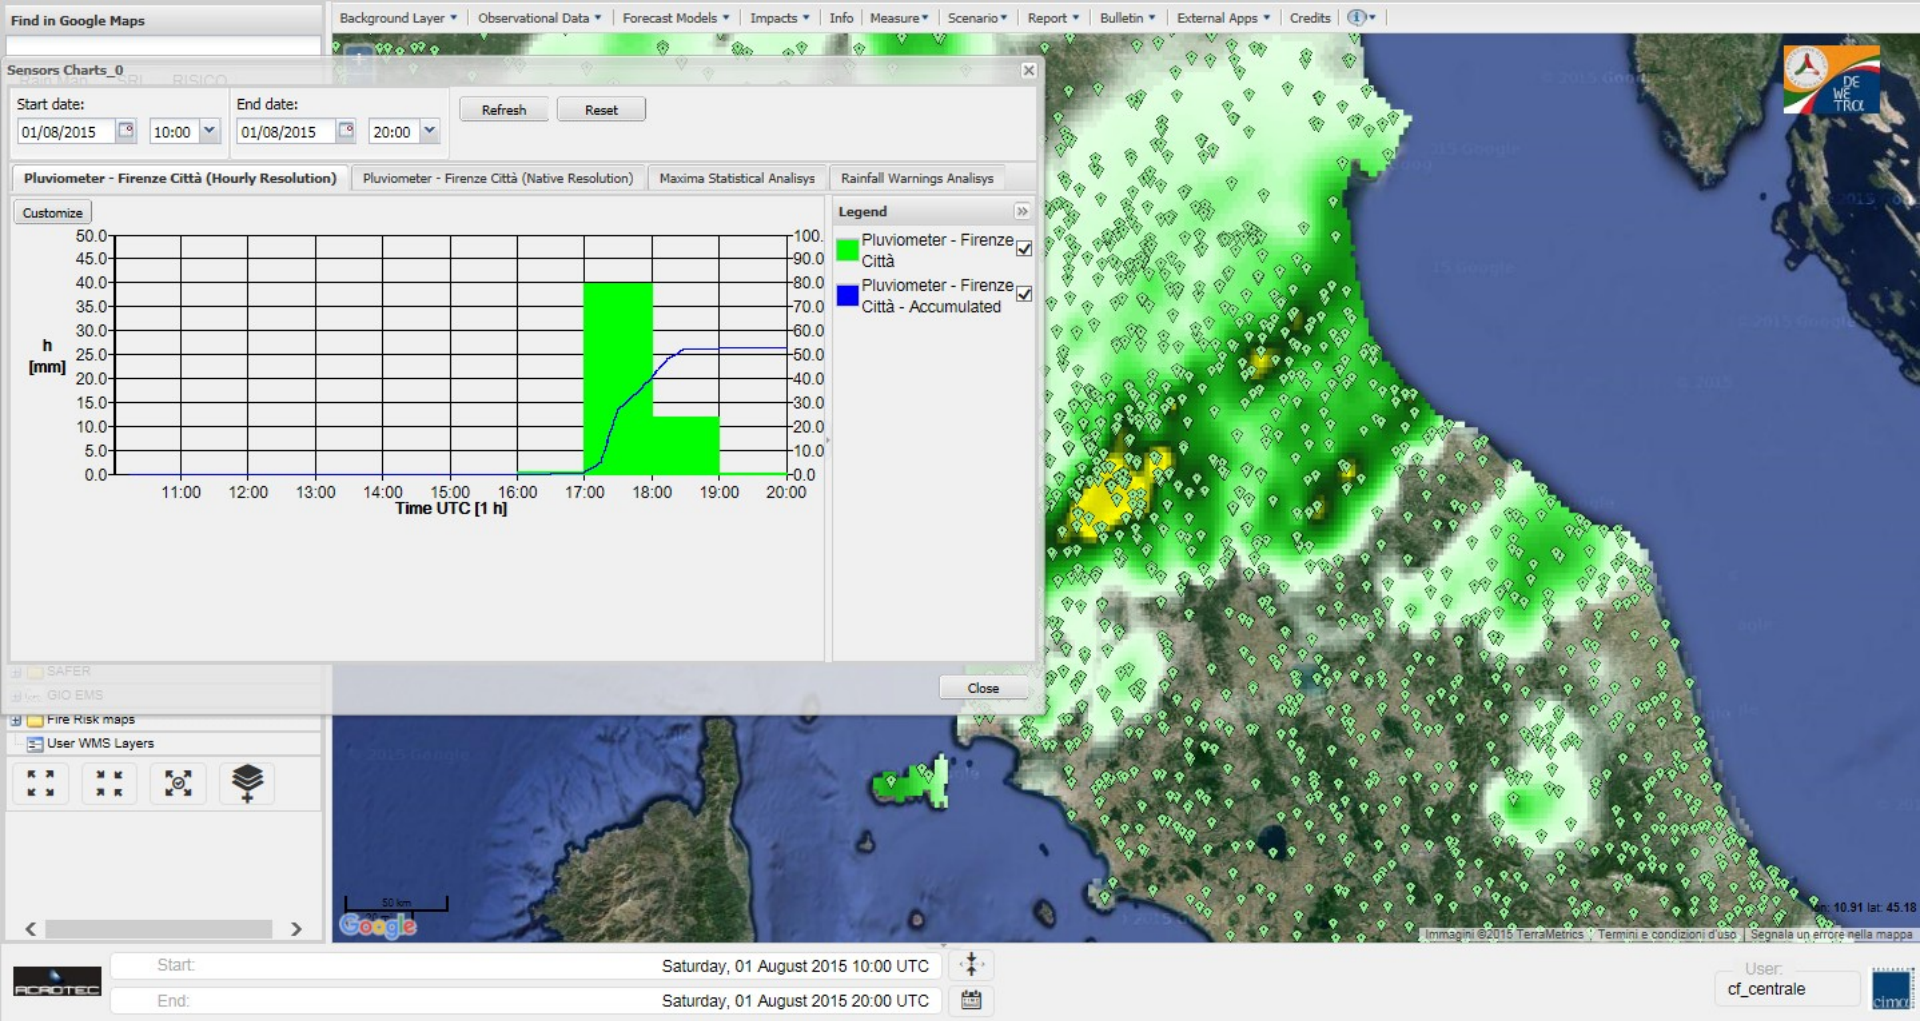 Find in Google Maps
Background Layer
Observational Data
Forecast Models
Impacts
Info
Measure
Scenario
Report
Bulletin
External Apps
Credits
Sensors Charts_0
Rain Map SRI RISICO
Start date:
End date:
01/08/2015
10:00
01/08/2015
20:00
Refresh
Reset
Pluviometer - Firenze Città (Hourly Resolution)
Pluviometer - Firenze Città (Native Resolution)
Maxima Statistical Analisys
Rainfall Warnings Analisys
Customize
Legend
Pluviometer - Firenze
Città
Pluviometer - Firenze
Città - Accumulated
50.0
45.0
40.0
35.0
30.0
25.0
20.0
15.0
10.0
5.0
0.0
h
[mm]
100.
90.0
80.0
70.0
60.0
50.0
40.0
30.0
20.0
10.0
0.0
11:00 12:00 13:00 14:00 15:00 16:00 17:00 18:00 19:00 20:00
Time UTC [1 h]
Close
SAFER
GIO EMS
Fire Risk maps
User WMS Layers
DE
WE
TRA
50 km
Google
10.91 lat: 45.18
Immagini ©2015 TerraMetrics
Termini e condizioni d'uso
Segnala un errore nella mappa
ACROTEC
Start:
Saturday, 01 August 2015 10:00 UTC
End:
Saturday, 01 August 2015 20:00 UTC
User:
cf_centrale
cima